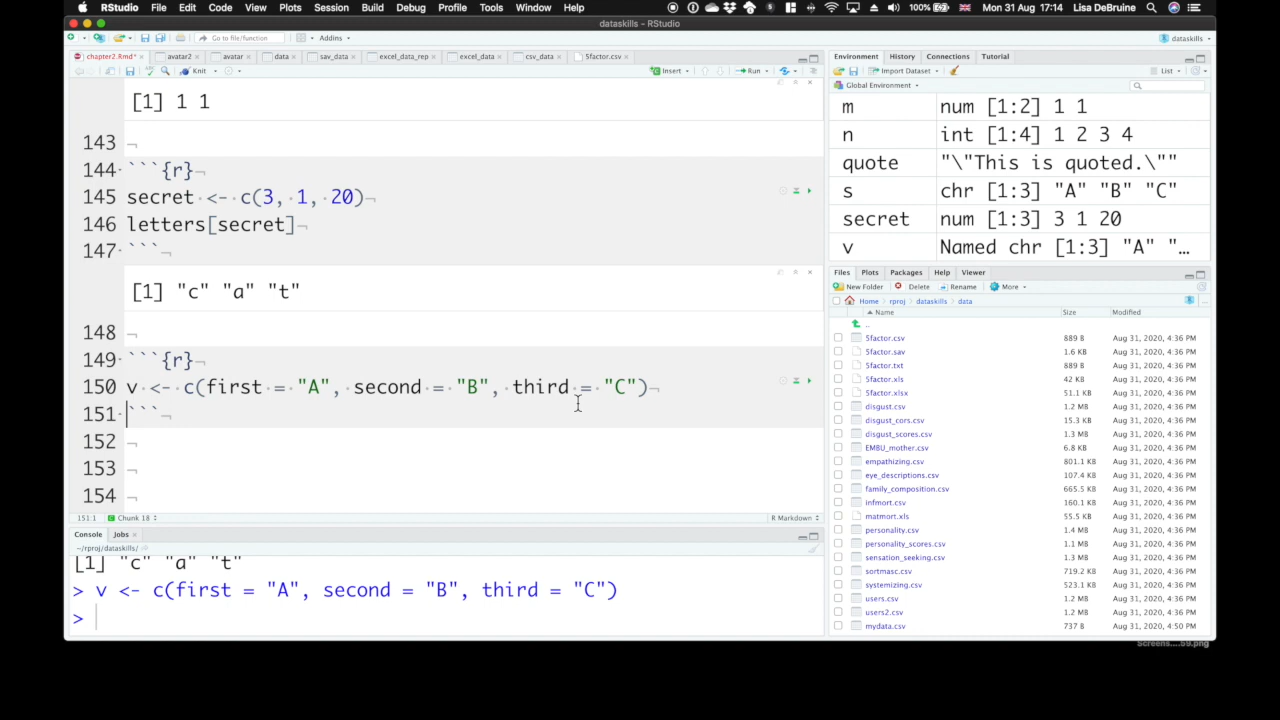 RStudio File Edit Code View Plots Session Build Debug Profile Tools Window Help 100% Mon 31 Aug 17:14 Lisa DeBruine
dataskills - RStudio
Go to file/function Addins dataskills
chapter2.Rmd* avatar2 avatar data sav_data excel_data_rep excel_data csv_data 5factor.csv
Knit Insert Run
[1] 1 1
143 ¬
144 ```{r}¬
145 secret <- c(3, 1, 20)¬
146 letters[secret]¬
147 ```¬
[1] "c" "a" "t"
148 ¬
149 ```{r}¬
150 v <- c(first = "A", second = "B", third = "C")¬
151 ```¬
152 ¬
153 ¬
154 ¬
151:1 Chunk 18 R Markdown
Console Jobs
~/rproj/dataskills/
[1] "c" "a" "t"
> v <- c(first = "A", second = "B", third = "C")
>
Environment History Connections Tutorial
Import Dataset List
Global Environment
m num [1:2] 1 1
n int [1:4] 1 2 3 4
quote "\"This is quoted.\""
s chr [1:3] "A" "B" "C"
secret num [1:3] 3 1 20
v Named chr [1:3] "A" "…
Files Plots Packages Help Viewer
New Folder Delete Rename More
Home rproj dataskills data
Name Size Modified
..
5factor.csv 889 B Aug 31, 2020, 4:36 PM
5factor.sav 1.6 KB Aug 31, 2020, 4:36 PM
5factor.txt 889 B Aug 31, 2020, 4:36 PM
5factor.xls 42 KB Aug 31, 2020, 4:36 PM
5factor.xlsx 51.1 KB Aug 31, 2020, 4:36 PM
disgust.csv 1.2 MB Aug 31, 2020, 4:36 PM
disgust_cors.csv 15.3 KB Aug 31, 2020, 4:36 PM
disgust_scores.csv 1.3 MB Aug 31, 2020, 4:36 PM
EMBU_mother.csv 6.8 KB Aug 31, 2020, 4:36 PM
empathizing.csv 801.1 KB Aug 31, 2020, 4:36 PM
eye_descriptions.csv 107.4 KB Aug 31, 2020, 4:36 PM
family_composition.csv 665.5 KB Aug 31, 2020, 4:36 PM
infmort.csv 160.1 KB Aug 31, 2020, 4:36 PM
matmort.xls 55.5 KB Aug 31, 2020, 4:36 PM
personality.csv 1.4 MB Aug 31, 2020, 4:36 PM
personality_scores.csv 1.3 MB Aug 31, 2020, 4:36 PM
sensation_seeking.csv 1.3 MB Aug 31, 2020, 4:36 PM
sortmasc.csv 719.2 KB Aug 31, 2020, 4:36 PM
systemizing.csv 523.1 KB Aug 31, 2020, 4:36 PM
users.csv 1.2 MB Aug 31, 2020, 4:36 PM
users2.csv 1.2 MB Aug 31, 2020, 4:36 PM
mydata.csv 737 B Aug 31, 2020, 4:50 PM
Screens....59.png